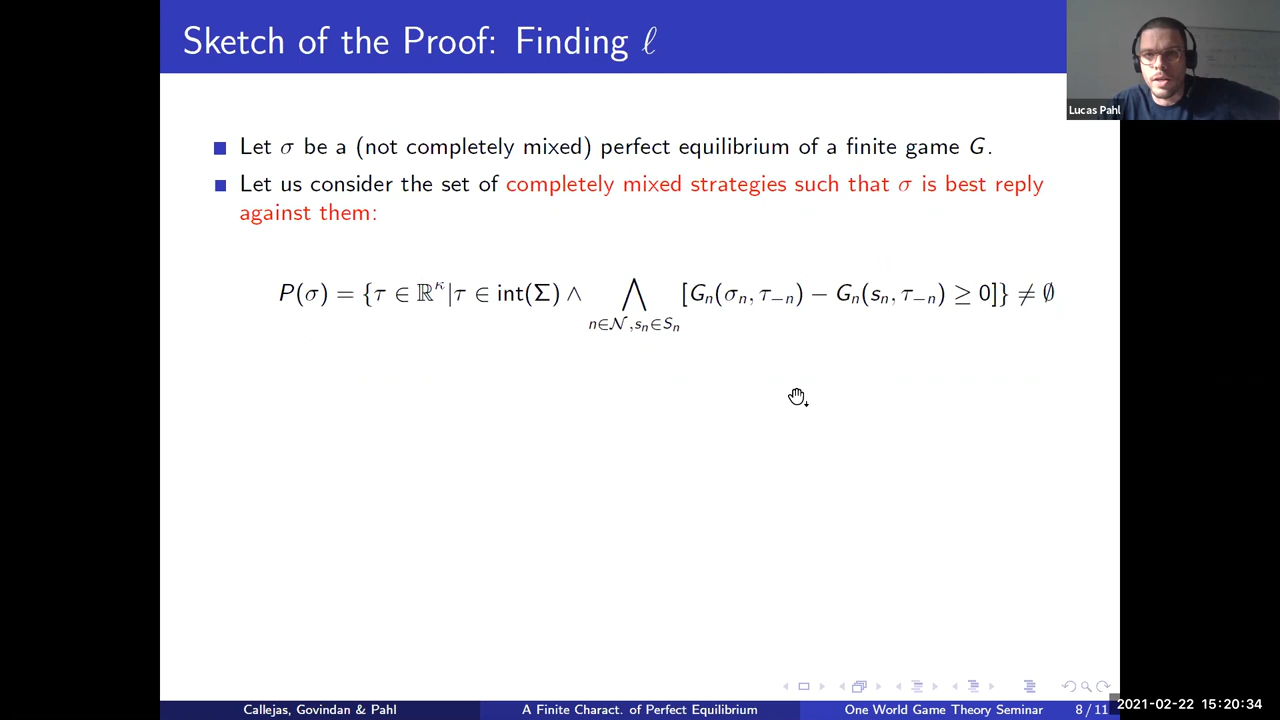 Sketch of the Proof: Finding ℓ
Lucas Pahl
Let σ be a (not completely mixed) perfect equilibrium of a finite game G.
Let us consider the set of completely mixed strategies such that σ is best reply
against them:
P(σ) = {τ ∈ ℝ^κ|τ ∈ int(Σ) ∧ ⋀_{n∈𝒩,s_n∈S_n} [G_n(σ_n, τ_{−n}) − G_n(s_n, τ_{−n}) ≥ 0]} ≠ ∅
Callejas, Govindan & Pahl
A Finite Charact. of Perfect Equilibrium
One World Game Theory Seminar
8 / 11
2021-02-22 15:20:34